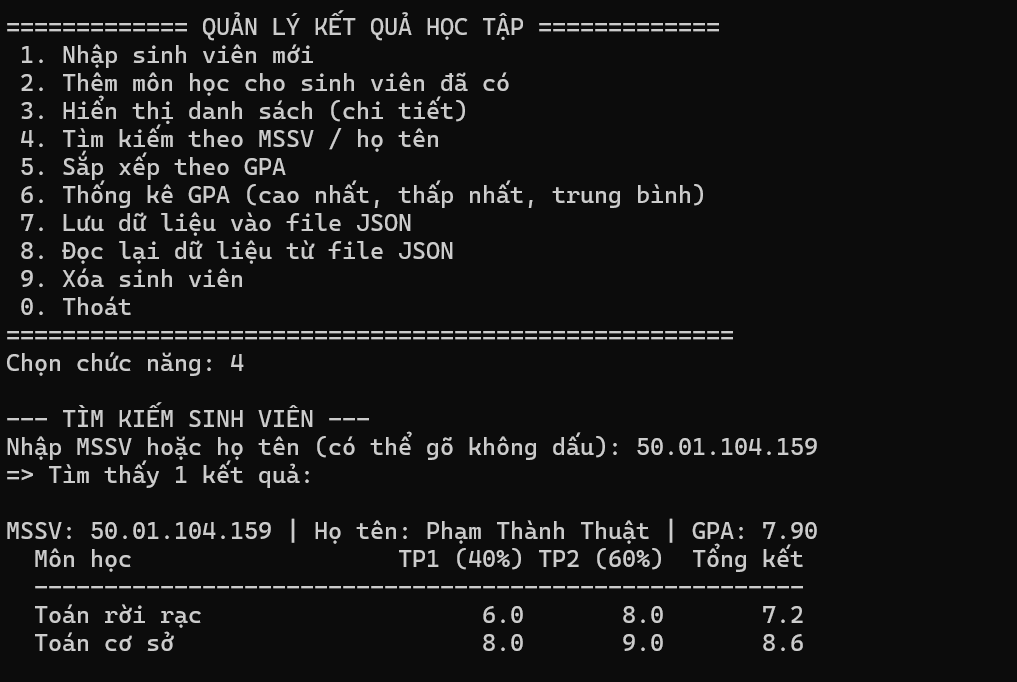 ============= QUẢN LÝ KẾT QUẢ HỌC TẬP =============
1. Nhập sinh viên mới
2. Thêm môn học cho sinh viên đã có
3. Hiển thị danh sách (chi tiết)
4. Tìm kiếm theo MSSV / họ tên
5. Sắp xếp theo GPA
6. Thống kê GPA (cao nhất, thấp nhất, trung bình)
7. Lưu dữ liệu vào file JSON
8. Đọc lại dữ liệu từ file JSON
9. Xóa sinh viên
0. Thoát
====================================================
Chọn chức năng: 4
--- TÌM KIẾM SINH VIÊN ---
Nhập MSSV hoặc họ tên (có thể gõ không dấu): 50.01.104.159
=> Tìm thấy 1 kết quả:
MSSV: 50.01.104.159 | Họ tên: Phạm Thành Thuật | GPA: 7.90
Môn học TP1 (40%) TP2 (60%) Tổng kết
-------------------------------------------------------
Toán rời rạc 6.0 8.0 7.2
Toán cơ sở 8.0 9.0 8.6